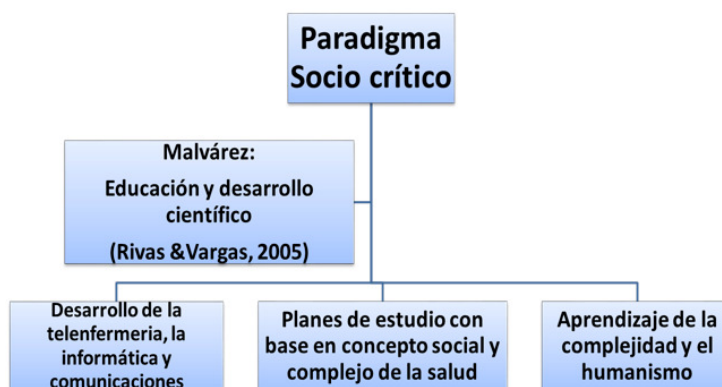 Paradigma
Socio crítico
Malvárez:
Educación y desarrollo
científico
(Rivas &Vargas, 2005)
Desarrollo de la
telenfermeria, la
informática y
comunicaciones
Planes de estudio con
base en concepto social y
complejo de la salud
Aprendizaje de la
complejidad y el
humanismo